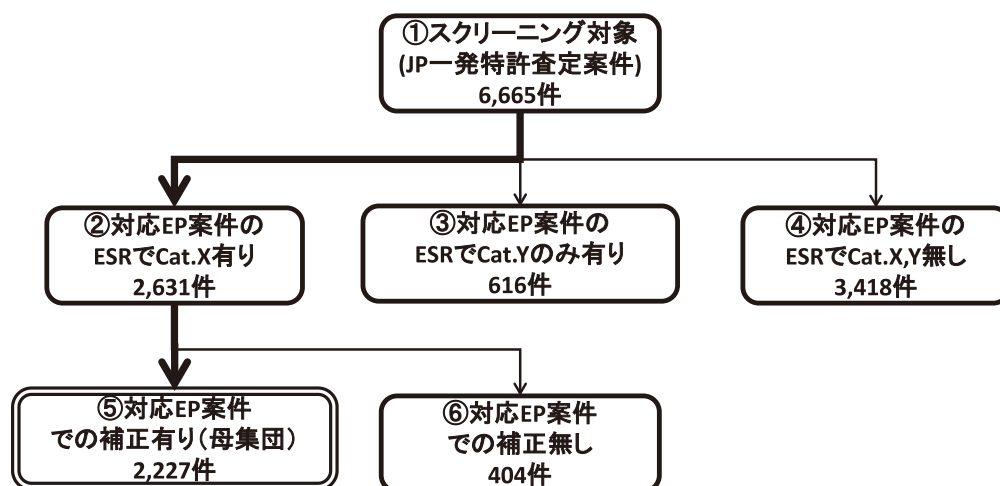 ①スクリーニング対象
(JP一発特許査定案件)
6,665件
②対応EP案件の
ESRでCat.X有り
2,631件
③対応EP案件の
ESRでCat.Yのみ有り
616件
④対応EP案件の
ESRでCat.X,Y無し
3,418件
⑤対応EP案件
での補正有り(母集団)
2,227件
⑥対応EP案件
での補正無し
404件